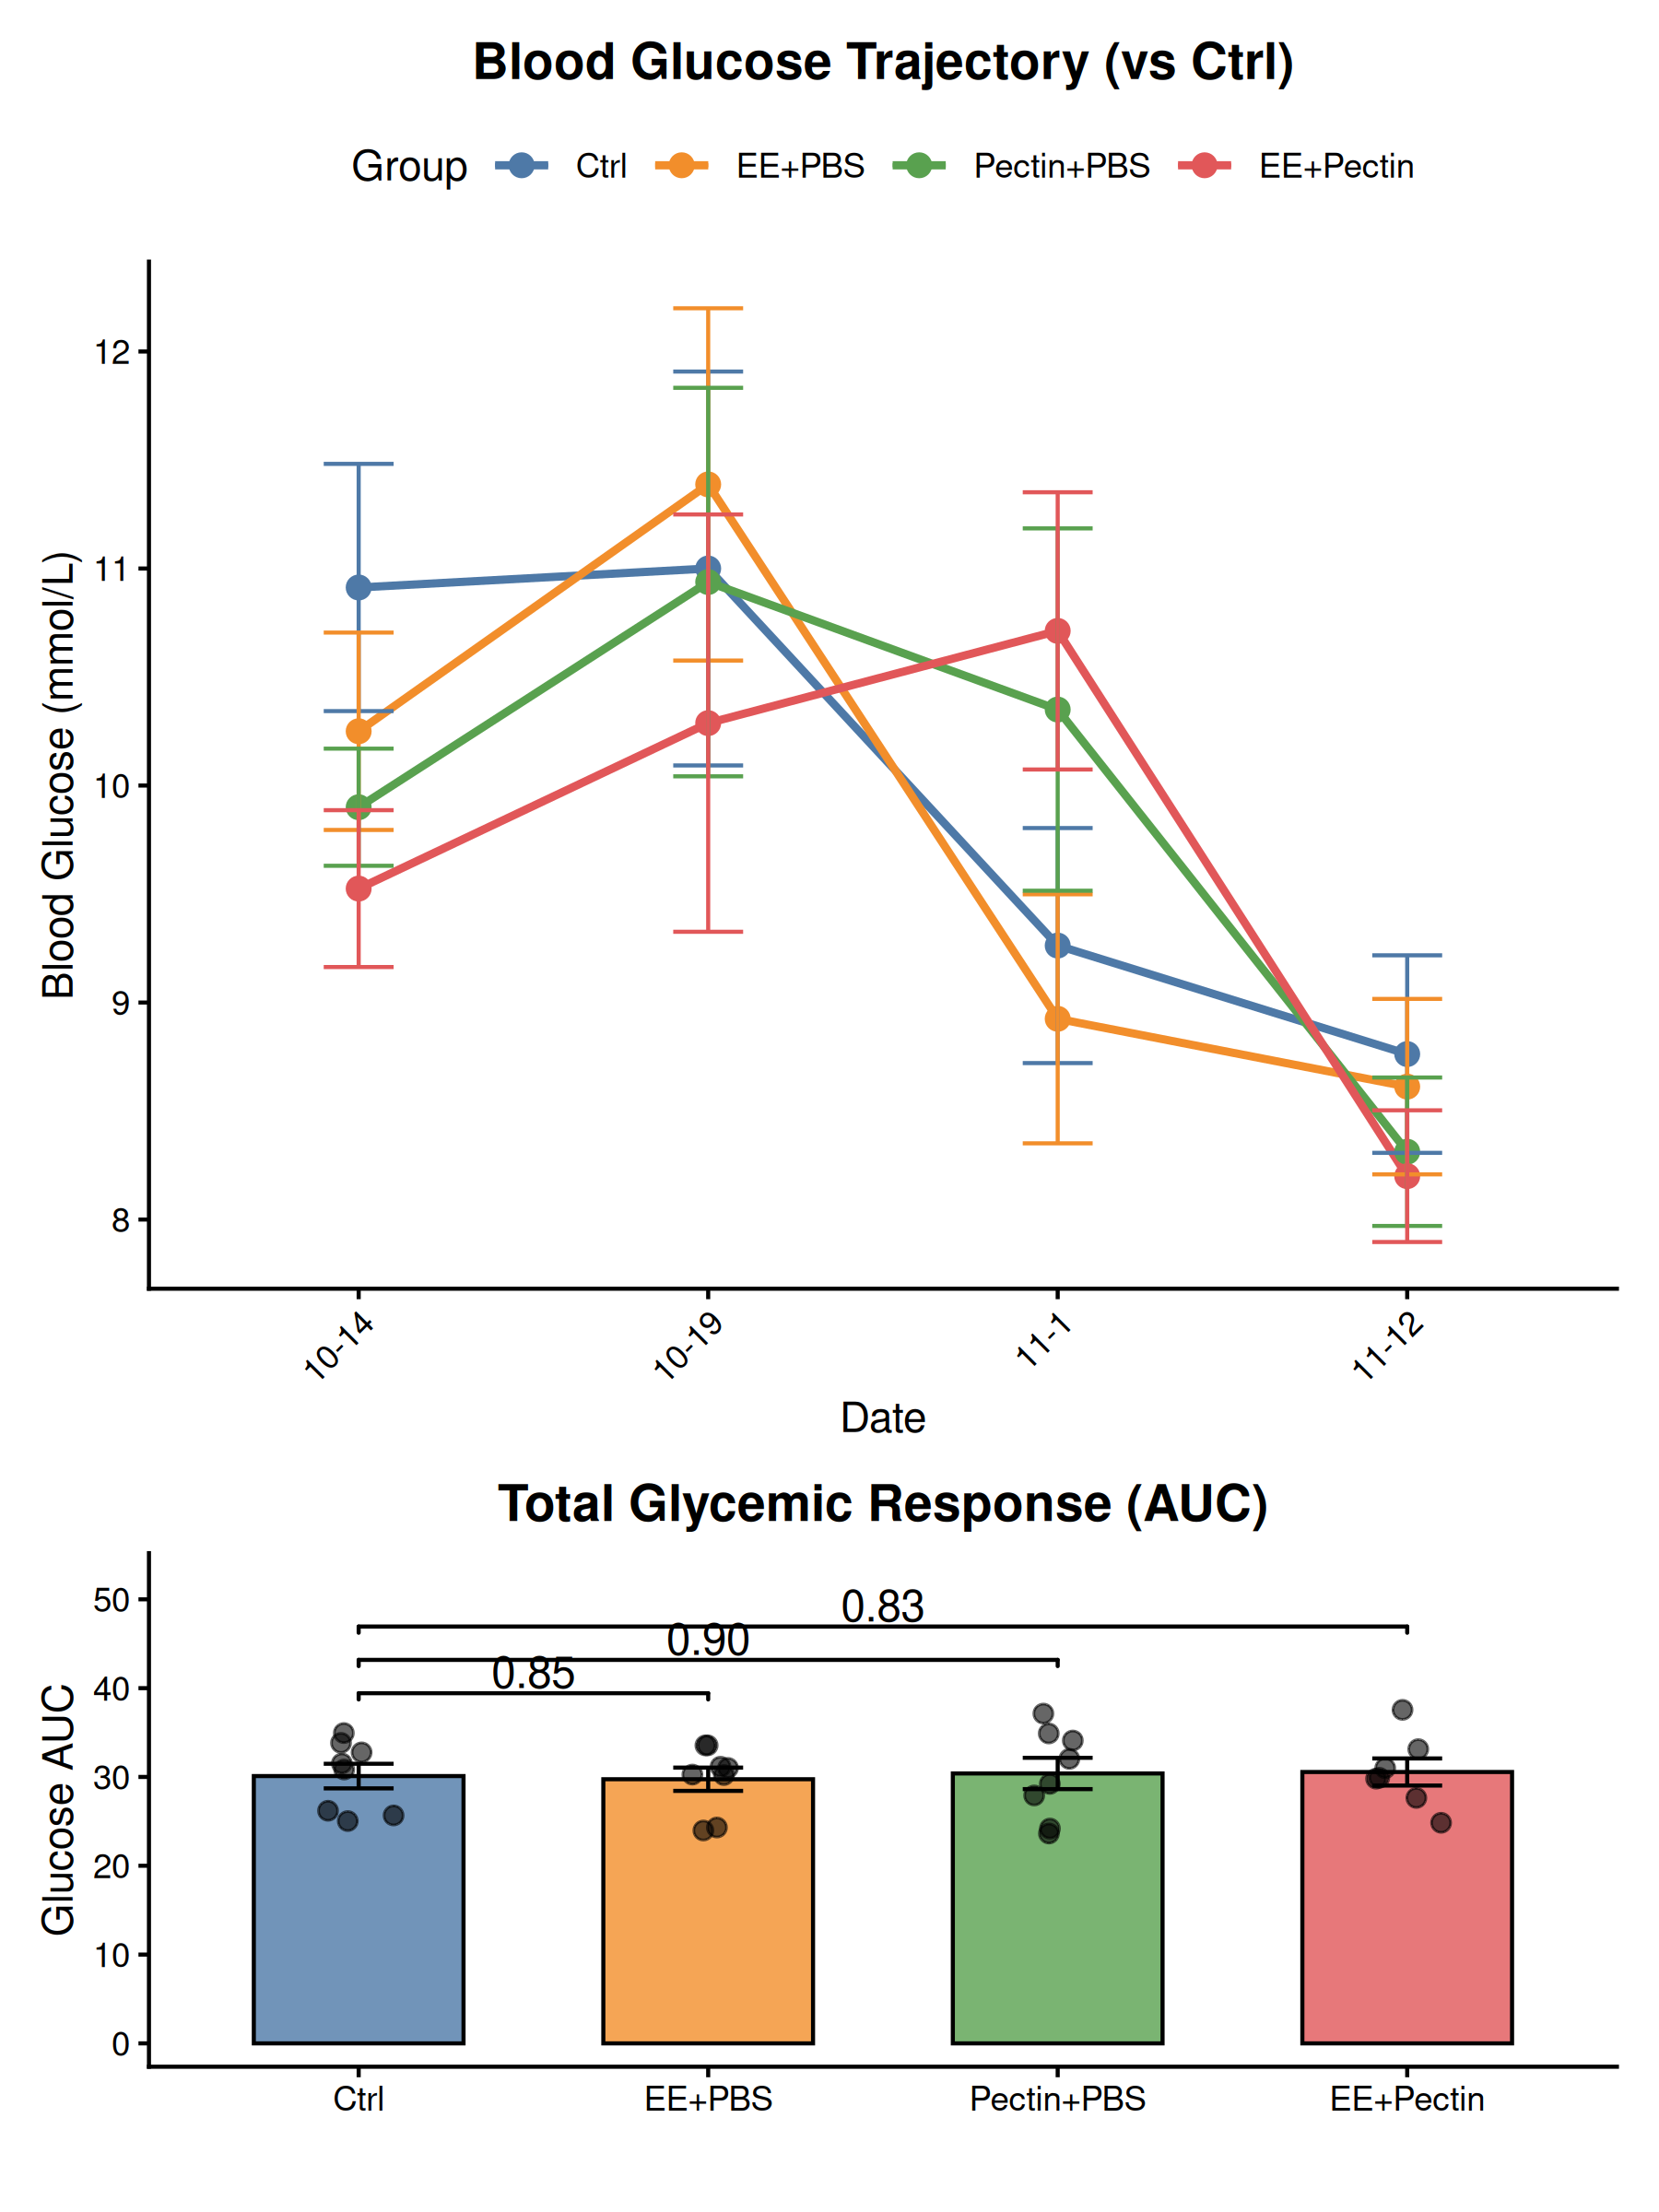 Blood Glucose Trajectory (vs Ctrl)
Group Ctrl EE+PBS Pectin+PBS EE+Pectin
Blood Glucose (mmol/L)
12
11
10
9
8
10-14 10-19 11-1 11-12
Date
Total Glycemic Response (AUC)
Glucose AUC
50
40
30
20
10
0
0.83
0.90
0.85
Ctrl EE+PBS Pectin+PBS EE+Pectin